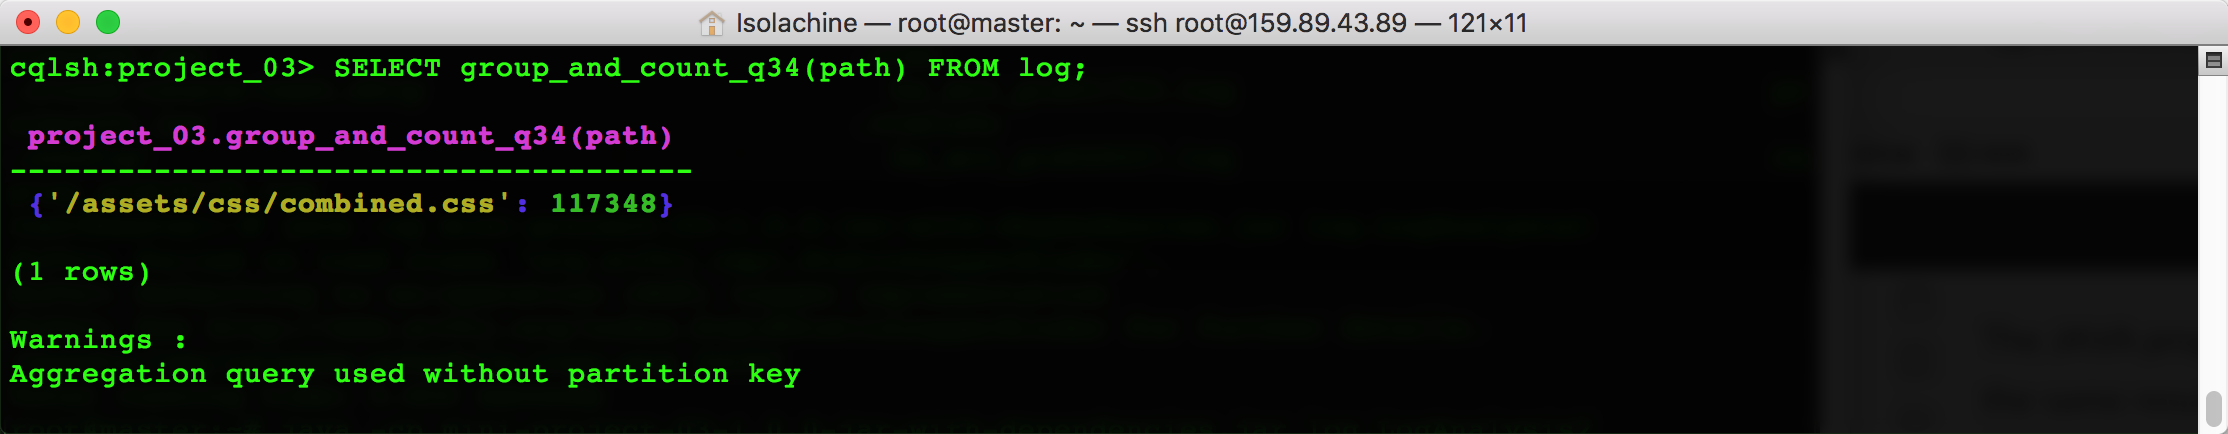 Isolachine — root@master: ~ — ssh root@159.89.43.89 — 121×11
cqlsh:project_03> SELECT group_and_count_q34(path) FROM log;
project_03.group_and_count_q34(path)
--------------------------------------
{'/assets/css/combined.css': 117348}
(1 rows)
Warnings :
Aggregation query used without partition key